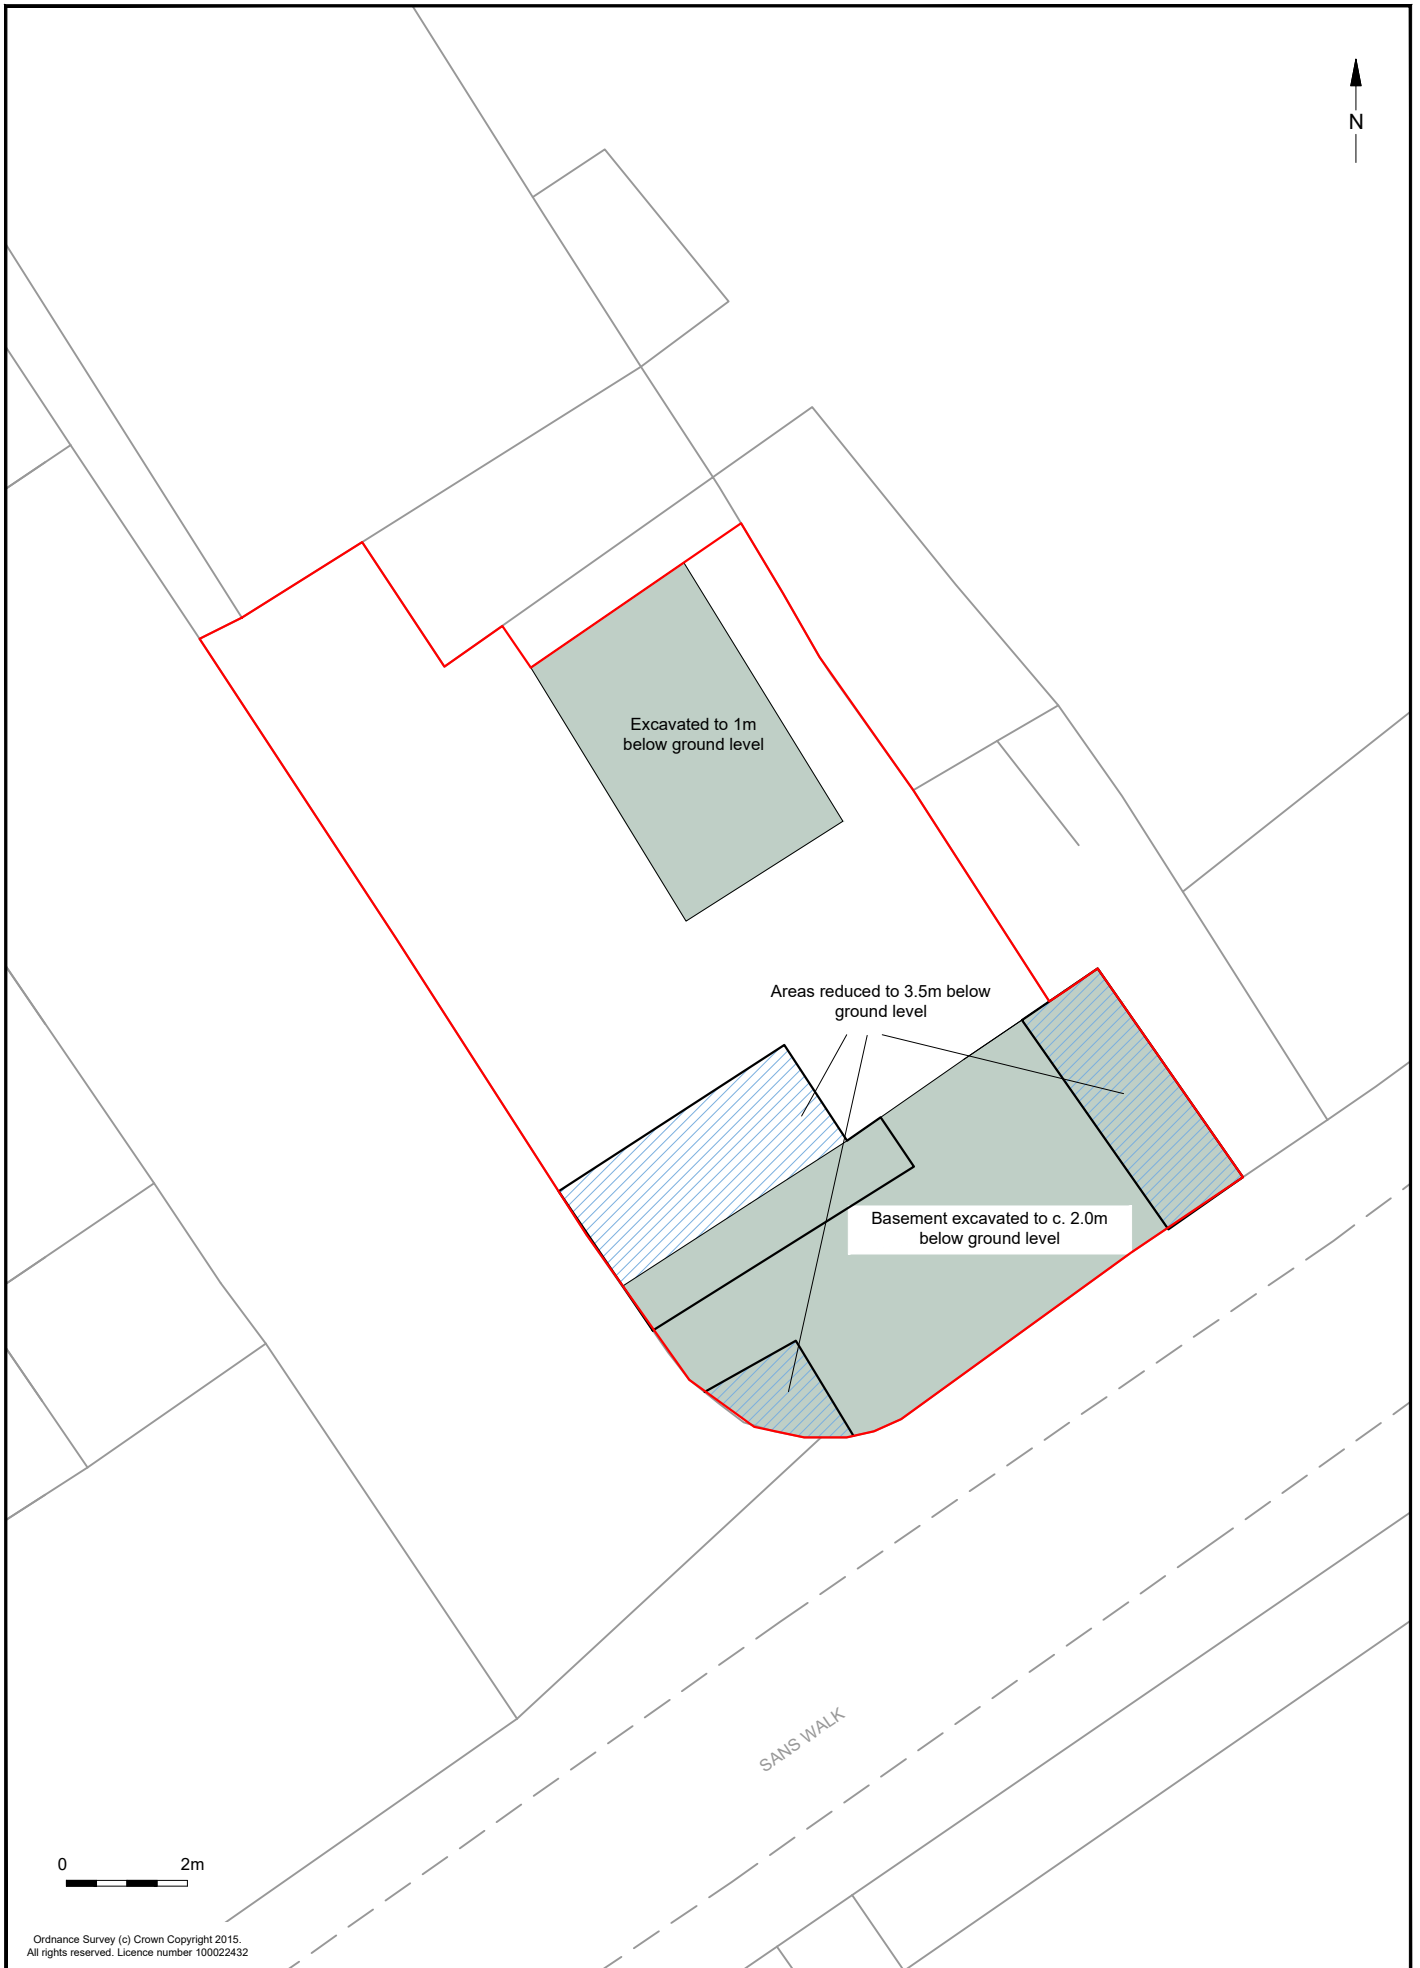 N
Excavated to 1m
below ground level
Areas reduced to 3.5m below
ground level
Basement excavated to c. 2.0m
below ground level
SANS WALK
0 2m
Ordnance Survey (c) Crown Copyright 2015.
All rights reserved. Licence number 100022432